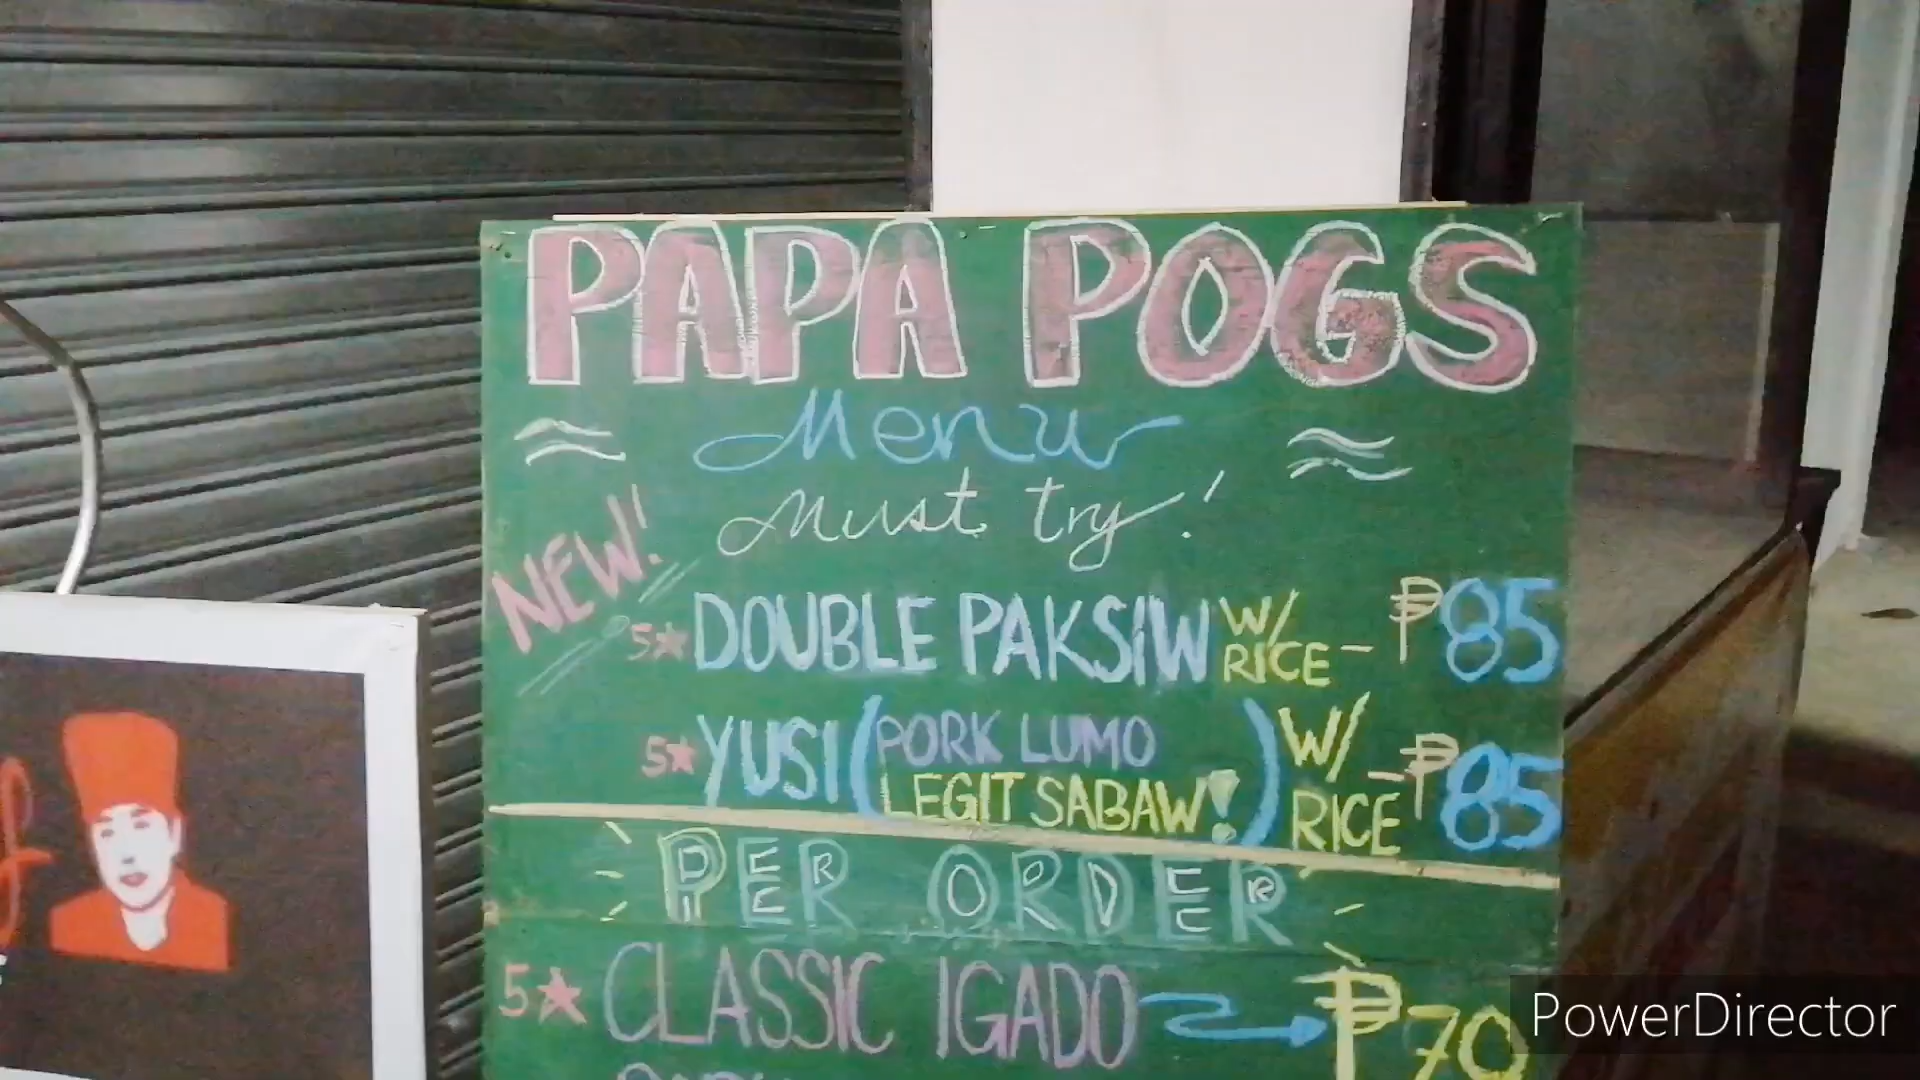 PAPA POGS
Menu
Must try!
NEW!
5★ DOUBLE PAKSIW W/ RICE - ₱85
5★ YUSI (PORK LUMO LEGIT SABAW!) W/ RICE - ₱85
PER ORDER
5★ CLASSIC IGADO → ₱70
PowerDirector